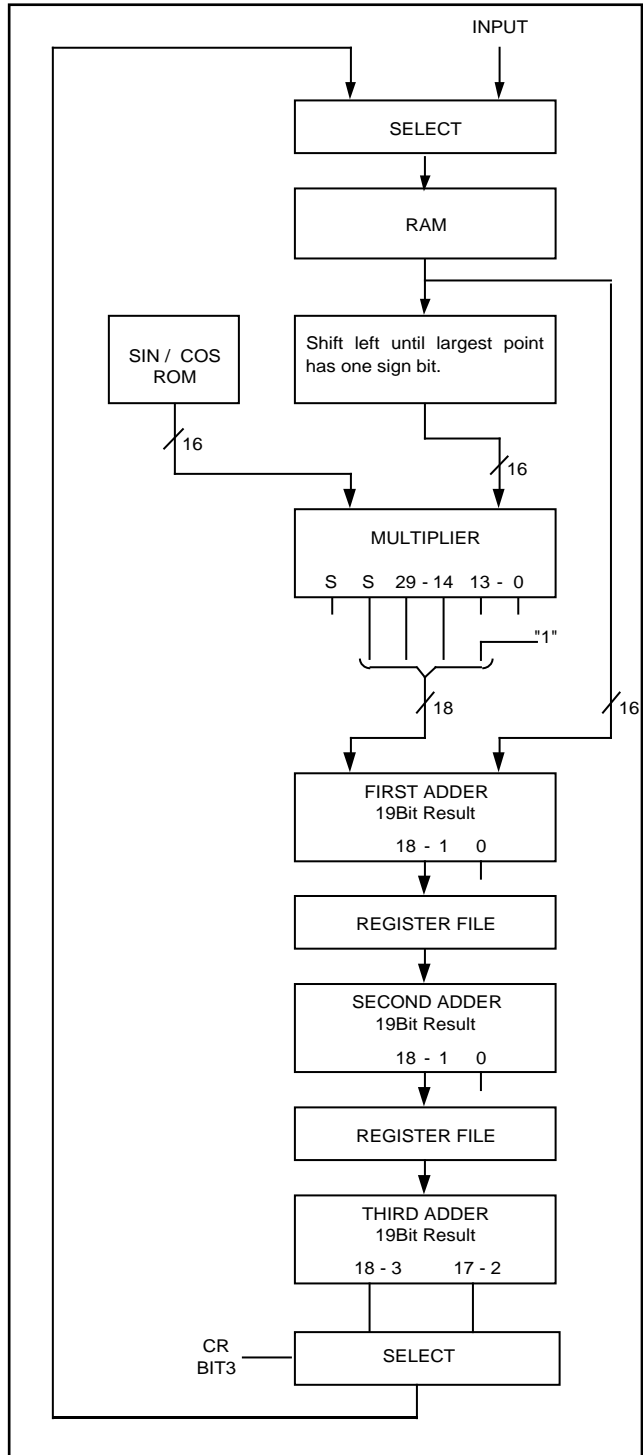 INPUT
SELECT
RAM
SIN / COS
ROM
Shift left until largest point
has one sign bit.
16
16
MULTIPLIER
S S 29 - 14 13 - 0
"1"
18
16
FIRST ADDER
19Bit Result
18 - 1 0
REGISTER FILE
SECOND ADDER
19Bit Result
18 - 1 0
REGISTER FILE
THIRD ADDER
19Bit Result
18 - 3 17 - 2
CR
BIT3
SELECT